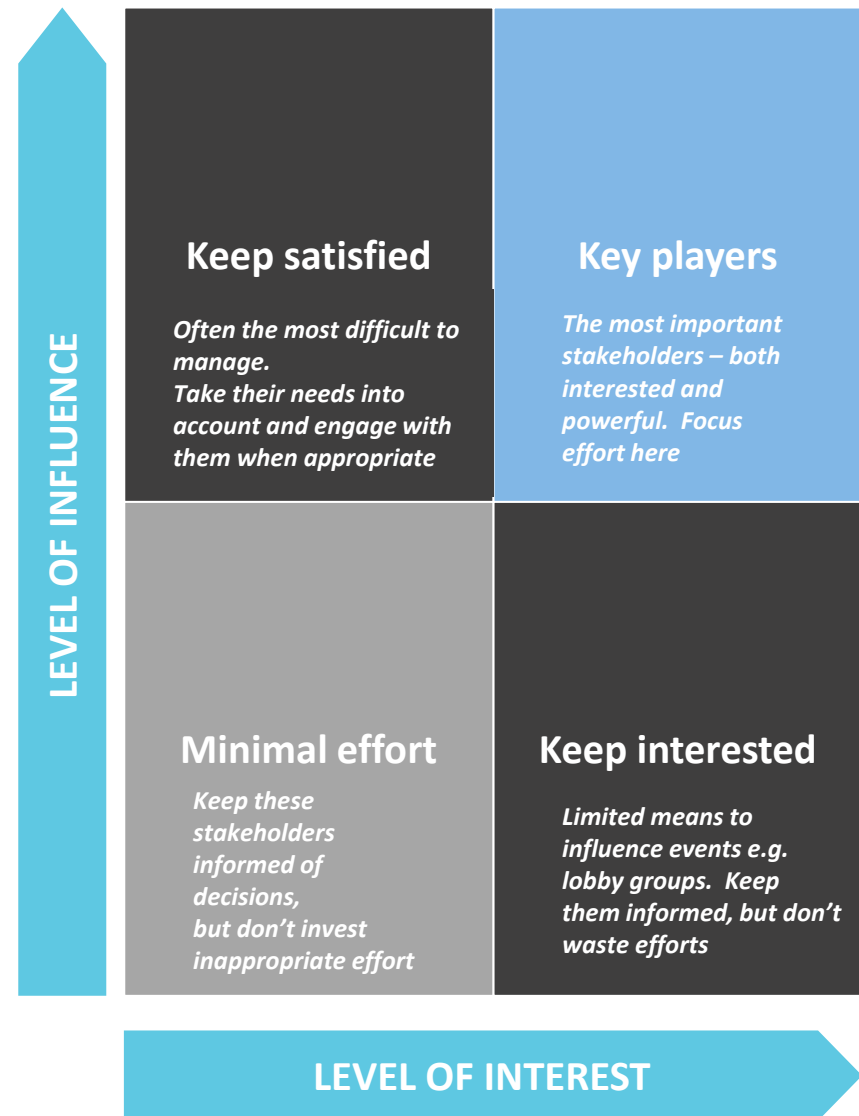 LEVEL OF INFLUENCE
Keep satisfied
Often the most difficult to
manage.
Take their needs into
account and engage with
them when appropriate
Key players
The most important
stakeholders – both
interested and
powerful.  Focus
effort here
Minimal effort
Keep these
stakeholders
informed of
decisions,
but don’t invest
inappropriate effort
Keep interested
Limited means to
influence events e.g.
lobby groups.  Keep
them informed, but don’t
waste efforts
LEVEL OF INTEREST